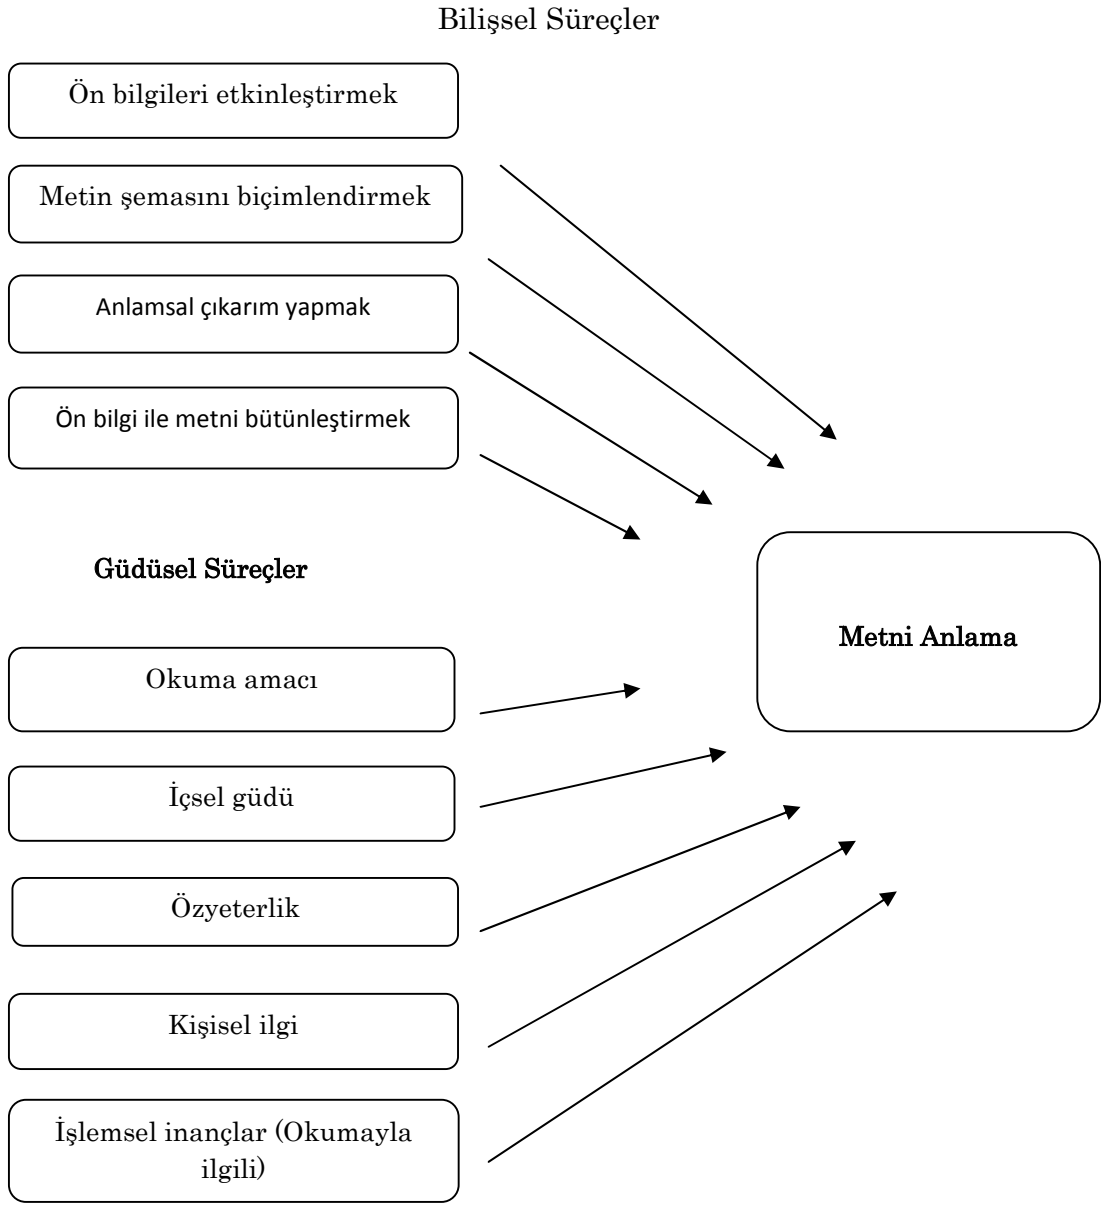 Bilişsel Süreçler
Ön bilgileri etkinleştirmek
Metin şemasını biçimlendirmek
Anlamsal çıkarım yapmak
Ön bilgi ile metni bütünleştirmek
Güdüsel Süreçler
Metni Anlama
Okuma amacı
İçsel güdü
Özyeterlik
Kişisel ilgi
İşlemsel inançlar (Okumayla
ilgili)